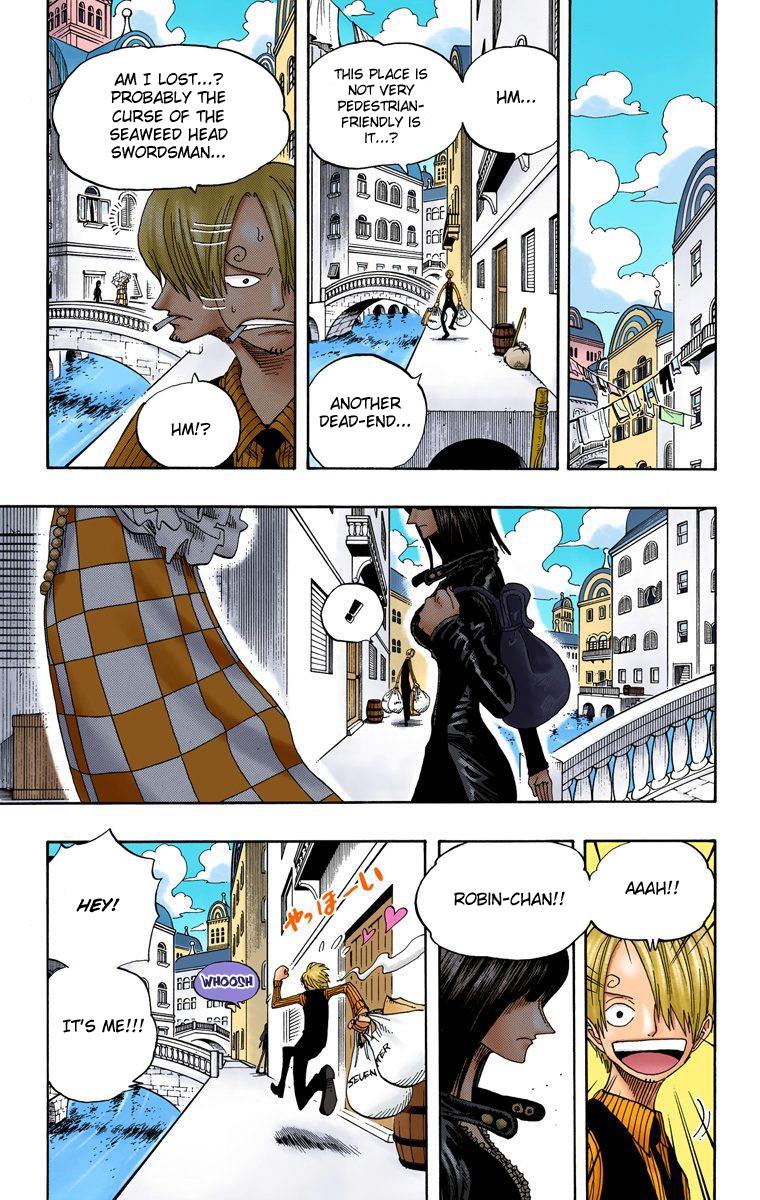 HM...
THIS PLACE IS
NOT VERY
PEDESTRIAN-
FRIENDLY IS
IT...?
ANOTHER
DEAD-END...
AM I LOST...?
PROBABLY THE
CURSE OF THE
SEAWEED HEAD
SWORDSMAN...
HM!?
!
AAAH!!
ROBIN-CHAN!!
やっほーい
WHOOSH
HEY!
IT'S ME!!!